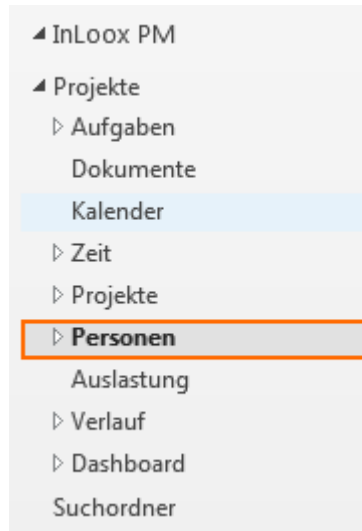 InLoox PM
Projekte
Aufgaben
Dokumente
Kalender
Zeit
Projekte
Personen
Auslastung
Verlauf
Dashboard
Suchordner